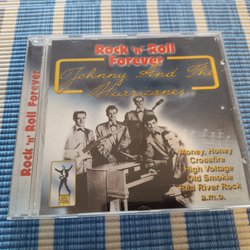 Rock 'n' Roll
Forever
Johnny And The
Hurricanes
Money, Honey
Crossfire
High Voltage
Old Smokie
Red River Rock
a.m.o.
Rock 'n' Roll Forever